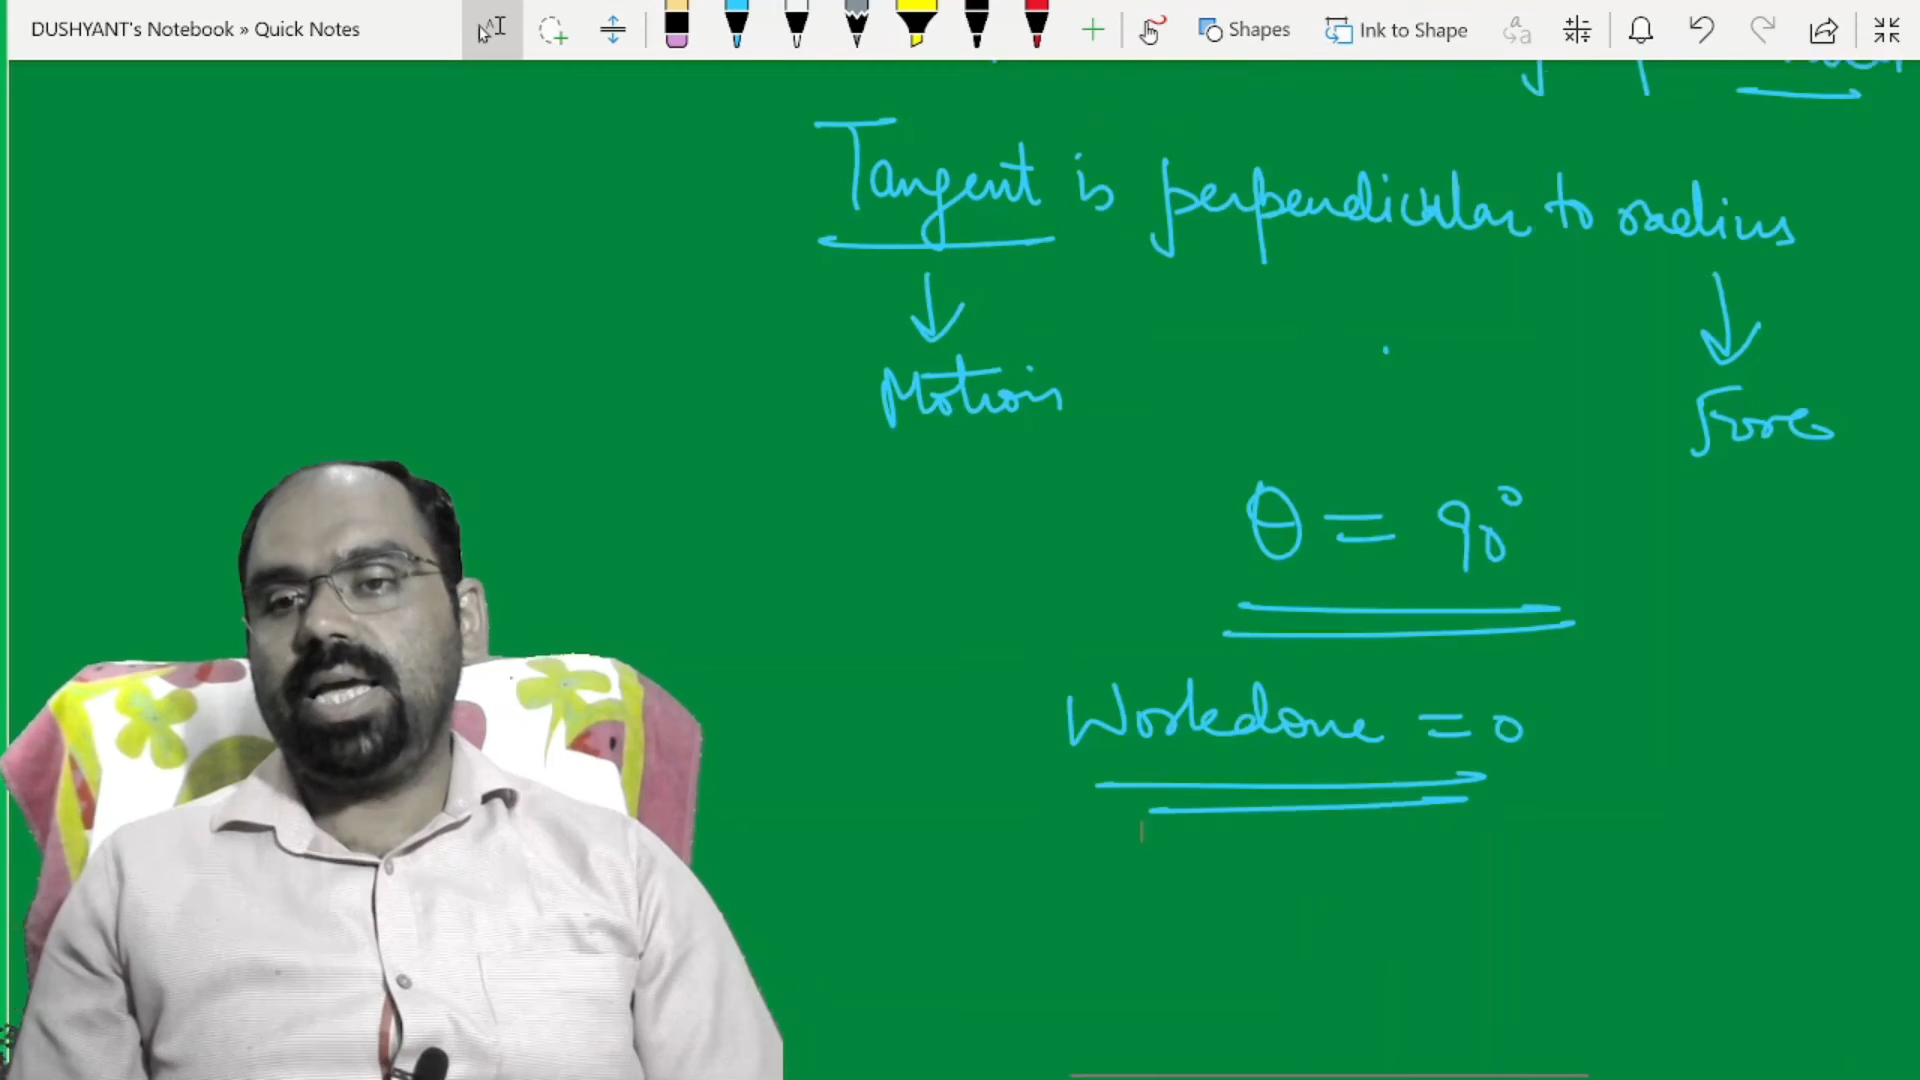 DUSHYANT's Notebook » Quick Notes
Shapes
Ink to Shape
Tangent is perpendicular to radius
Motion
Force
θ = 90°
Workdone = 0